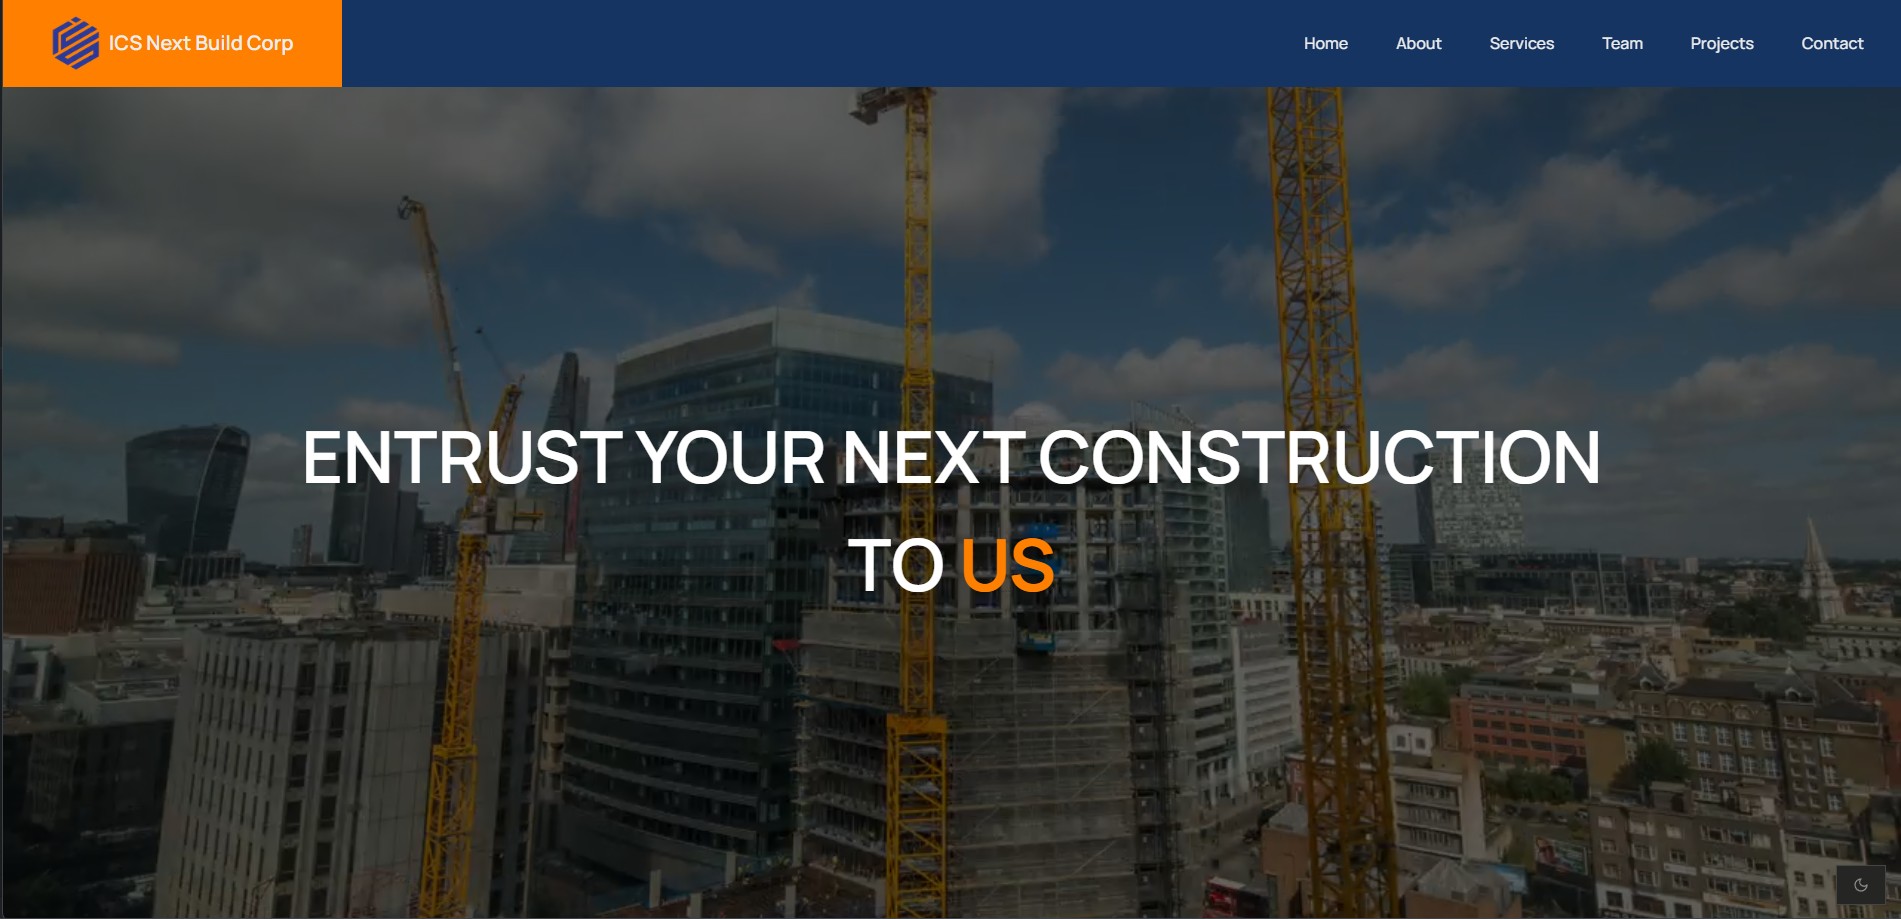 ICS Next Build Corp
Home About Services Team Projects Contact
ENTRUST YOUR NEXT CONSTRUCTION
TO US